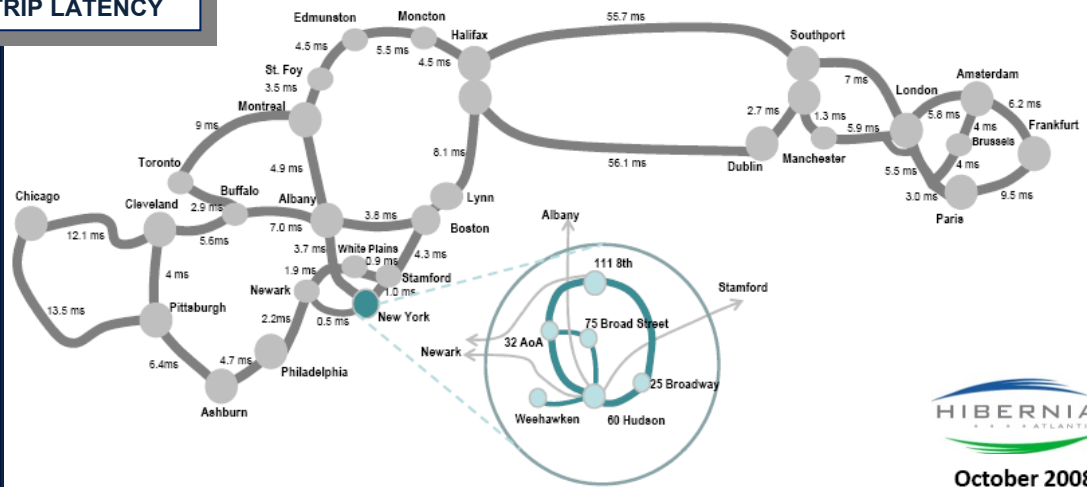 TRIP LATENCY
Edmunston
Moncton
Halifax
55.7 ms
Southport
4.5 ms
5.5 ms
4.5 ms
St. Foy
3.5 ms
7 ms
Amsterdam
London
Montreal
5.8 ms
6.2 ms
9 ms
2.7 ms
1.3 ms
4 ms
Frankfurt
5.9 ms
Brussels
8.1 ms
4 ms
Toronto
4.9 ms
56.1 ms
Dublin
Manchester
5.5 ms
3.0 ms
9.5 ms
Paris
Chicago
Cleveland
Buffalo
2.9 ms
Albany
Lynn
3.8 ms
Boston
12.1 ms
5.6ms
7.0 ms
Albany
3.7 ms
White Plains
4.3 ms
0.9 ms
4 ms
1.9 ms
Stamford
1.0 ms
111 8th
Newark
Stamford
13.5 ms
Pittsburgh
0.5 ms
New York
2.2ms
75 Broad Street
32 AoA
Newark
6.4ms
4.7 ms
Philadelphia
25 Broadway
Ashburn
Weehawken
60 Hudson
HIBERNIA
ATLANTI
October 2008